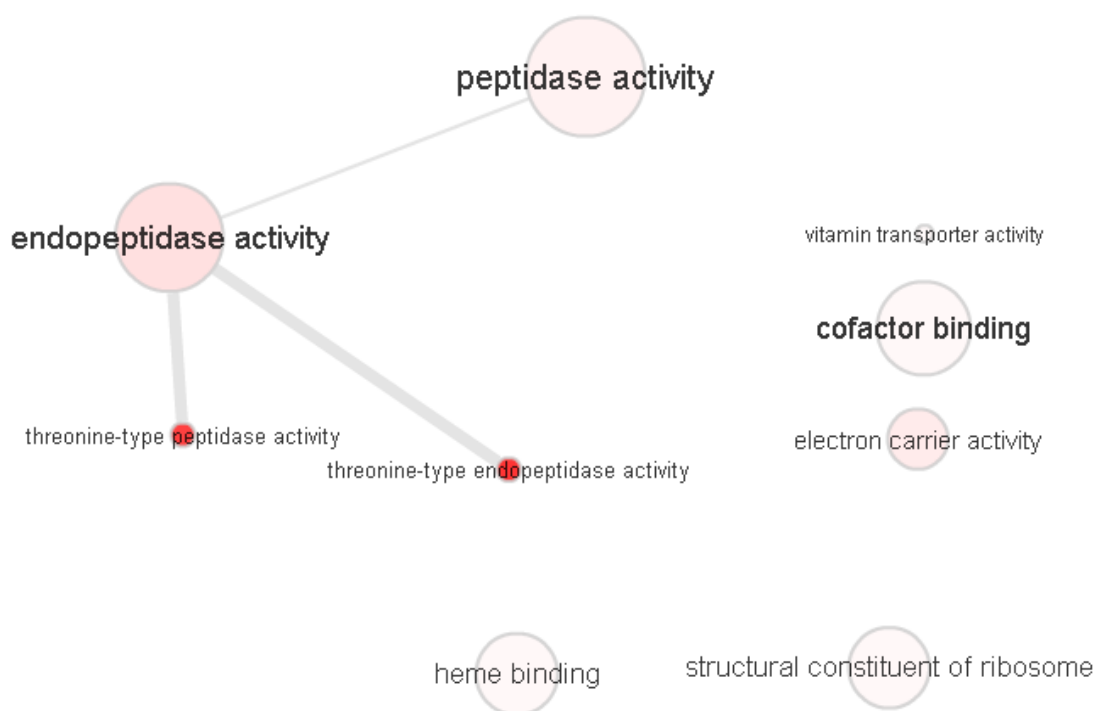 peptidase activity
endopeptidase activity
vitamin transporter activity
cofactor binding
threonine-type peptidase activity
electron carrier activity
threonine-type endopeptidase activity
heme binding
structural constituent of ribosome